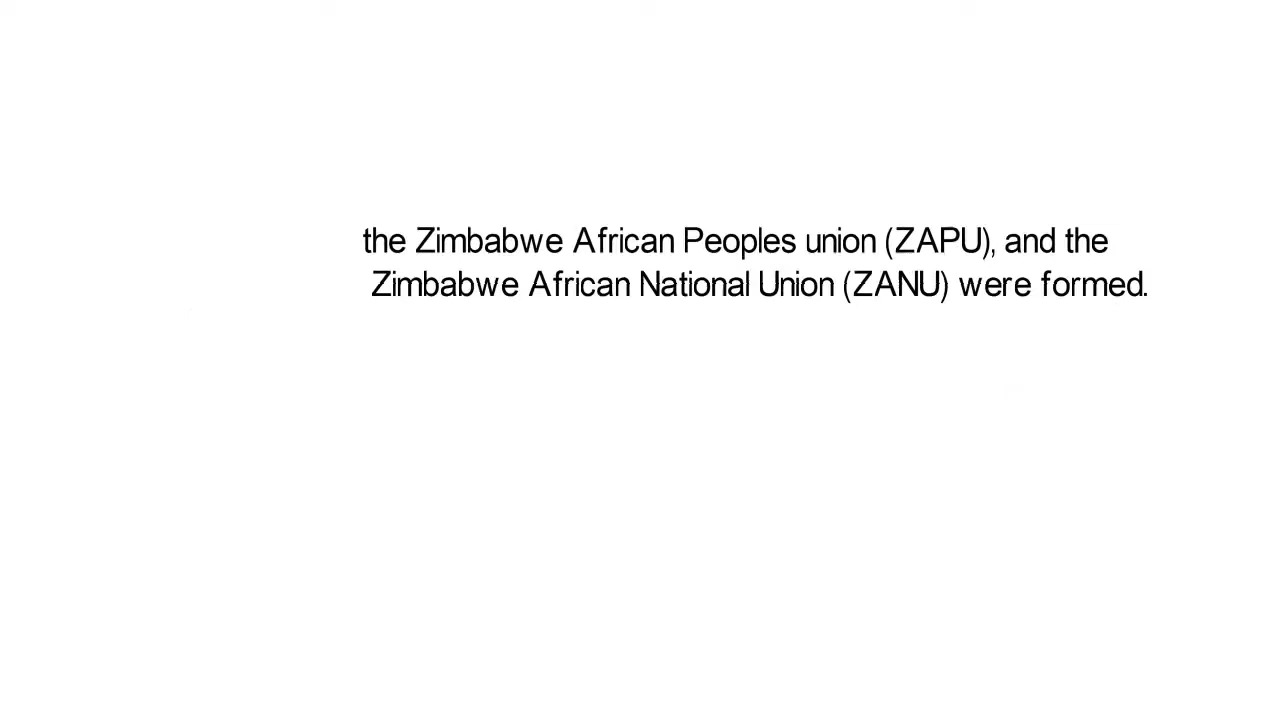 the Zimbabwe African Peoples union (ZAPU), and the
Zimbabwe African National Union (ZANU) were formed.